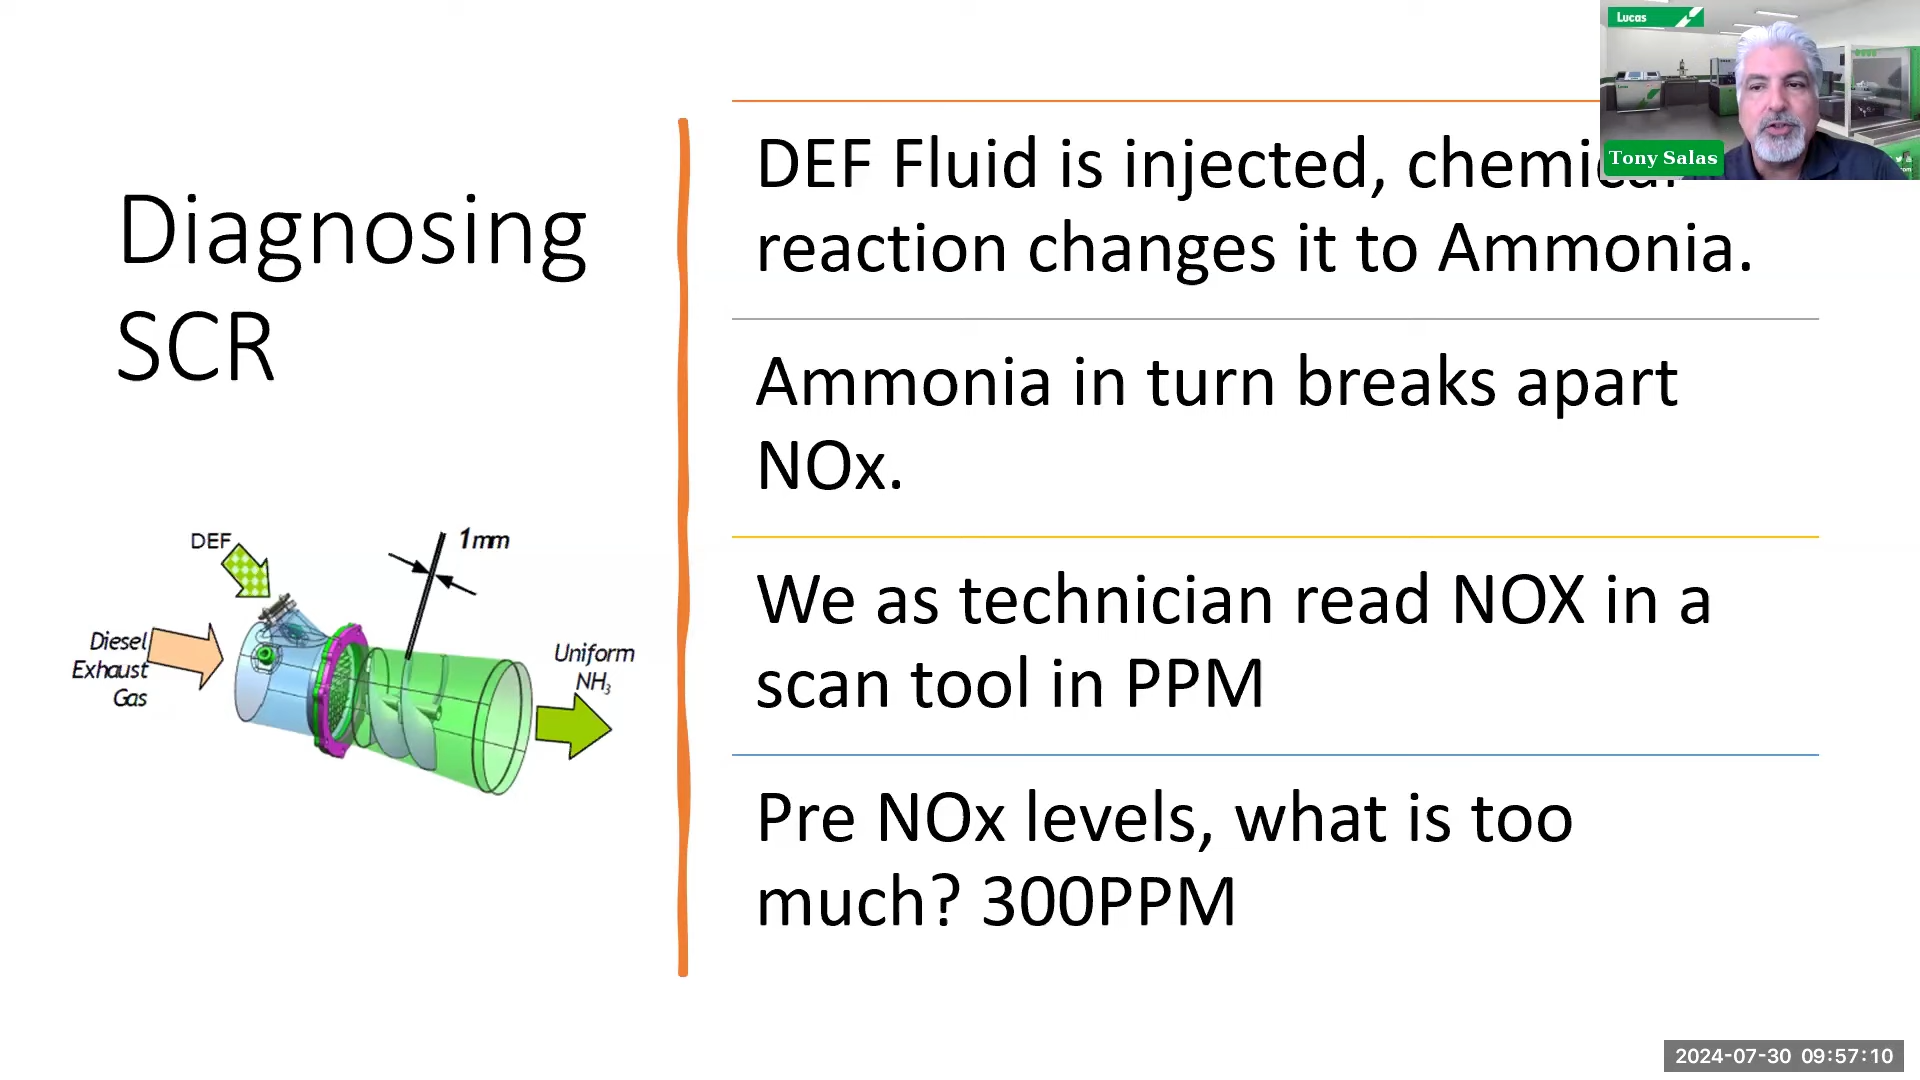 Lucas
Tony Salas
Diagnosing
SCR
DEF Fluid is injected, chemical
reaction changes it to Ammonia.
Ammonia in turn breaks apart
NOx.
We as technician read NOX in a
scan tool in PPM
Pre NOx levels, what is too
much? 300PPM
DEF
1mm
Diesel
Exhaust
Gas
Uniform
NH3
2024-07-30 09:57:10